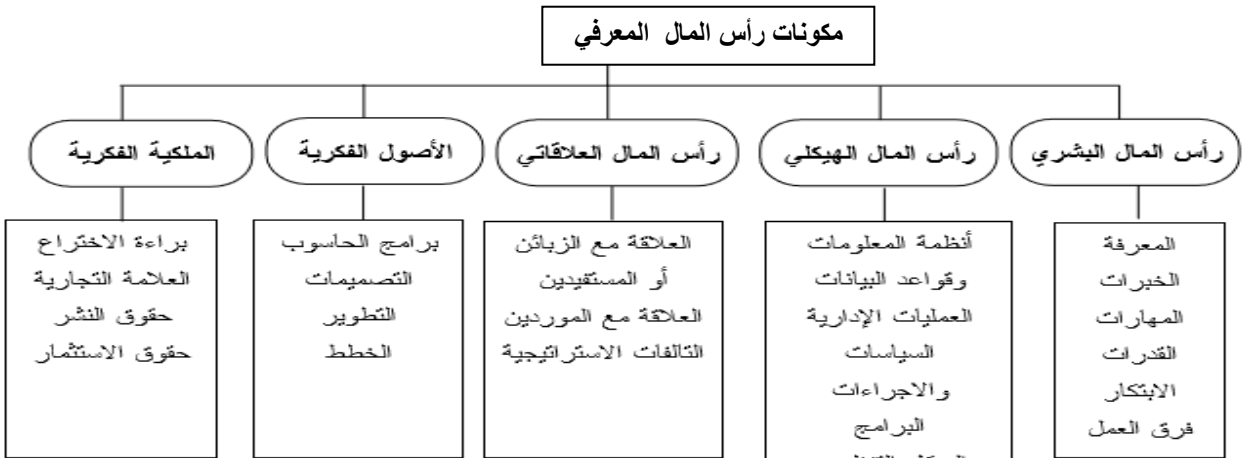 مكونات رأس المال المعرفي
رأس المال البشري
رأس المال الهيكلي
رأس المال العلاقاتي
الأصول الفكرية
الملكية الفكرية
المعرفة
الخبرات
المهارات
القدرات
الابتكار
فرق العمل
أنظمة المعلومات
وقواعد البيانات
العمليات الإدارية
السياسات
والاجراءات
البرامج
العلاقة مع الزبائن
أو المستفيدين
العلاقة مع الموردين
التالفات الاستراتيجية
برامج الحاسوب
التصميمات
التطوير
الخطط
براءة الاختراع
العلامة التجارية
حقوق النشر
حقوق الاستثمار